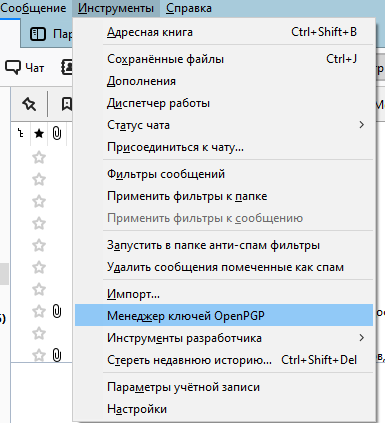 Сообщение Инструменты Справка
Адресная книга Ctrl+Shift+B
Чат
Сохранённые файлы Ctrl+J
Дополнения
Диспетчер работы
Статус чата
Присоединиться к чату...
Фильтры сообщений
Применить фильтры к папке
Применить фильтры к сообщению
Запустить в папке анти-спам фильтры
Удалить сообщения помеченные как спам
Импорт...
Менеджер ключей OpenPGP
Инструменты разработчика
Стереть недавнюю историю... Ctrl+Shift+Del
Параметры учётной записи
Настройки